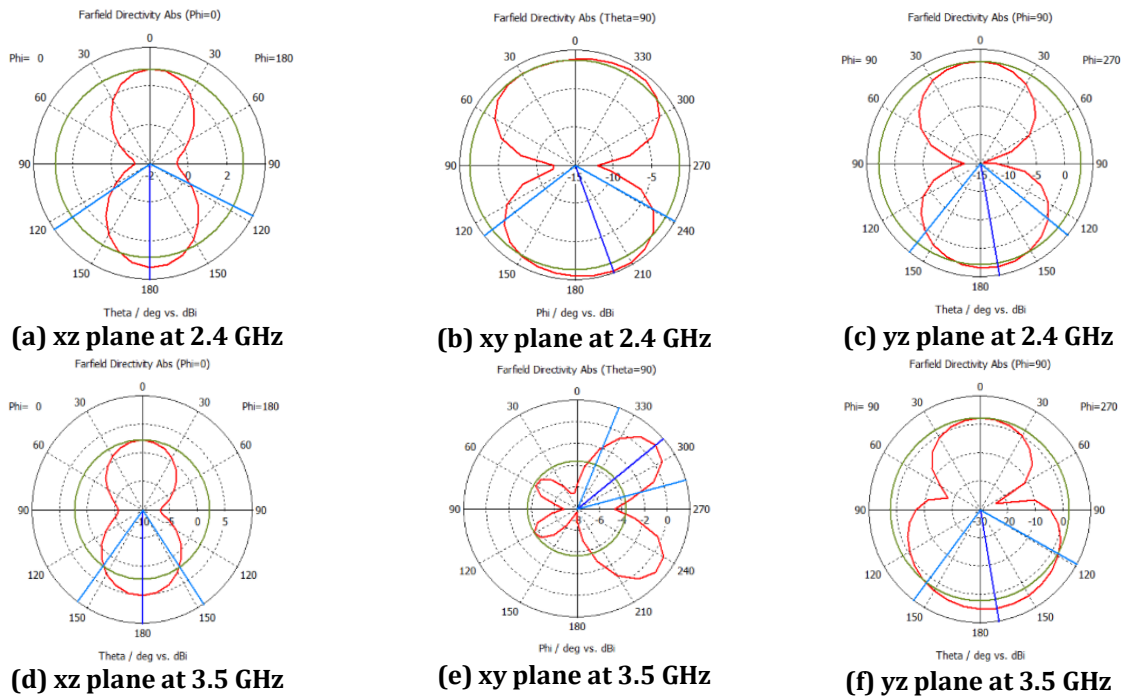 Farfield Directivity Abs (Phi=0)
Phi= 0 30 0 30 Phi=180
60 60
90 -2 0 2 90
120 120
150 150
180
Theta / deg vs. dBi
(a) xz plane at 2.4 GHz
Farfield Directivity Abs (Theta=90)
0
30 330
60 300
90 -15 -10 -5 270
120 240
150 210
180
Phi / deg vs. dBi
(b) xy plane at 2.4 GHz
Farfield Directivity Abs (Phi=90)
0
Phi= 90 30 30 Phi=270
60 60
90 -15 -10 -5 0 90
120 120
150 150
180
Theta / deg vs. dBi
(c) yz plane at 2.4 GHz
Farfield Directivity Abs (Phi=0)
0
Phi= 0 30 30 Phi=180
60 60
90 -10 -5 0 5 90
120 120
150 150
180
Theta / deg vs. dBi
(d) xz plane at 3.5 GHz
Farfield Directivity Abs (Theta=90)
0
30 330
60 300
90 -8 -6 -4 -2 0 270
120 240
150 210
180
Phi / deg vs. dBi
(e) xy plane at 3.5 GHz
Farfield Directivity Abs (Phi=90)
0
Phi= 90 30 30 Phi=270
60 60
90 -30 -20 -10 0 90
120 120
150 150
180
Theta / deg vs. dBi
(f) yz plane at 3.5 GHz